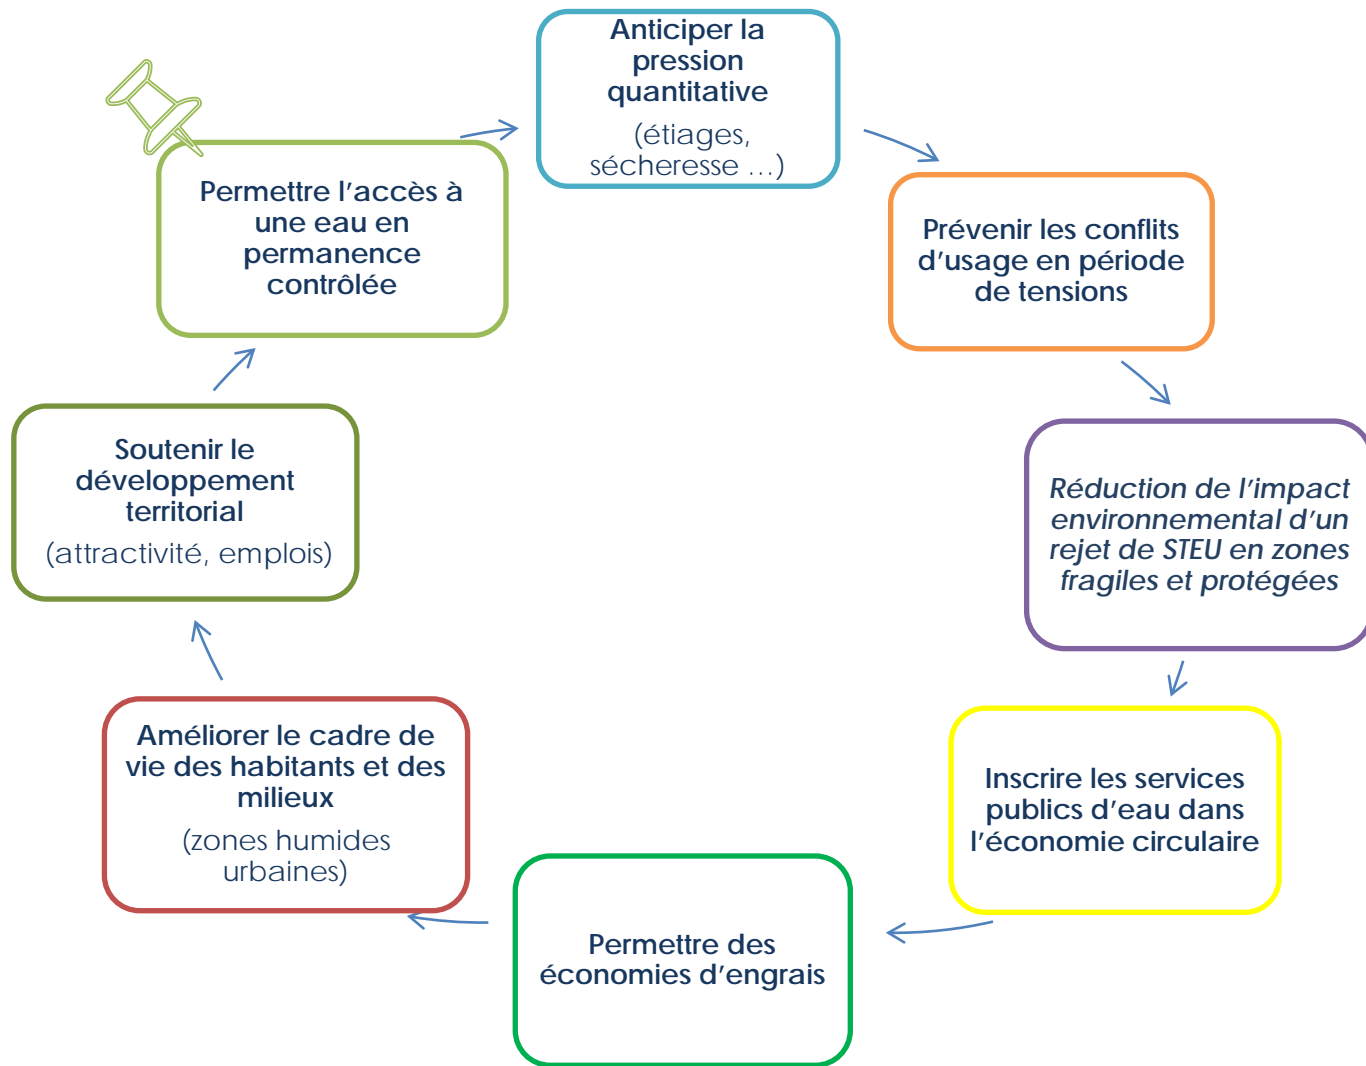 Anticiper la
pression
quantitative
(étiages,
sécheresse …)
Prévenir les conflits
d'usage en période
de tensions
Réduction de l'impact
environnemental d'un
rejet de STEU en zones
fragiles et protégées
Inscrire les services
publics d'eau dans
l'économie circulaire
Permettre des
économies d'engrais
Améliorer le cadre de
vie des habitants et des
milieux
(zones humides
urbaines)
Soutenir le
développement
territorial
(attractivité, emplois)
Permettre l'accès à
une eau en
permanence
contrôlée